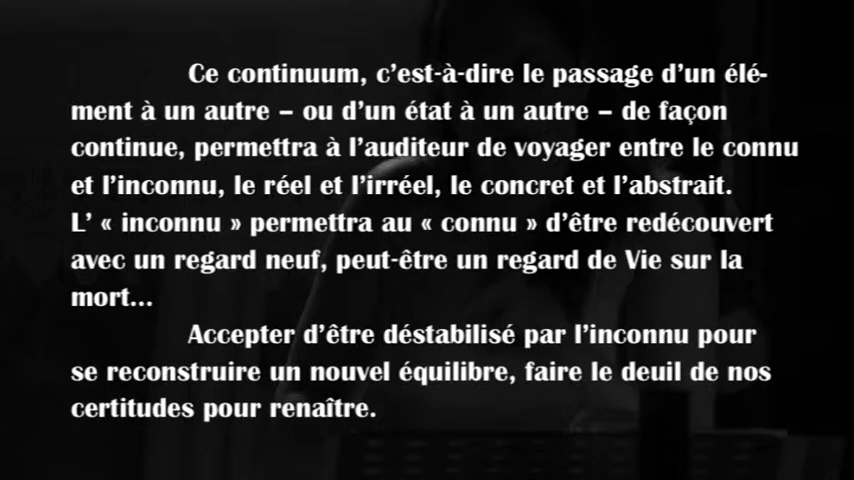 Ce continuum, c'est-à-dire le passage d'un élé-
ment à un autre – ou d'un état à un autre – de façon
continue, permettra à l'auditeur de voyager entre le connu
et l'inconnu, le réel et l'irréel, le concret et l'abstrait.
L' « inconnu » permettra au « connu » d'être redécouvert
avec un regard neuf, peut-être un regard de Vie sur la
mort...
Accepter d'être déstabilisé par l'inconnu pour
se reconstruire un nouvel équilibre, faire le deuil de nos
certitudes pour renaître.